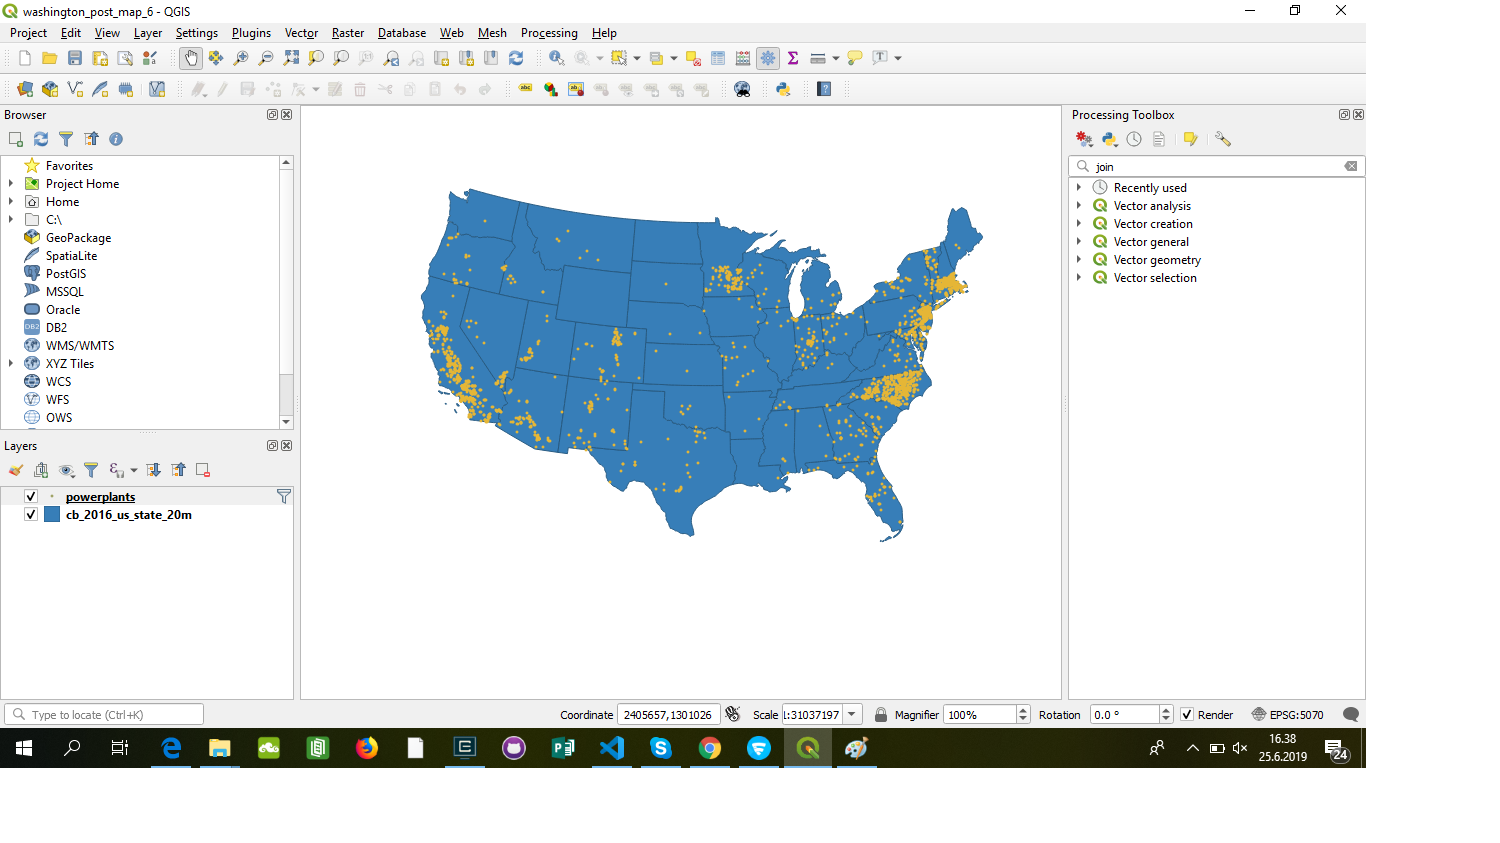 washington_post_map_6 - QGIS
Project Edit View Layer Settings Plugins Vector Raster Database Web Mesh Processing Help
Browser
Favorites
Project Home
Home
C:\
GeoPackage
SpatiaLite
PostGIS
MSSQL
Oracle
DB2
WMS/WMTS
XYZ Tiles
WCS
WFS
OWS
Layers
powerplants
cb_2016_us_state_20m
Processing Toolbox
join
Recently used
Vector analysis
Vector creation
Vector general
Vector geometry
Vector selection
Type to locate (Ctrl+K)
Coordinate 2405657,1301026 Scale 1:31037197 Magnifier 100% Rotation 0.0 ° Render EPSG:5070
16.38
25.6.2019
24